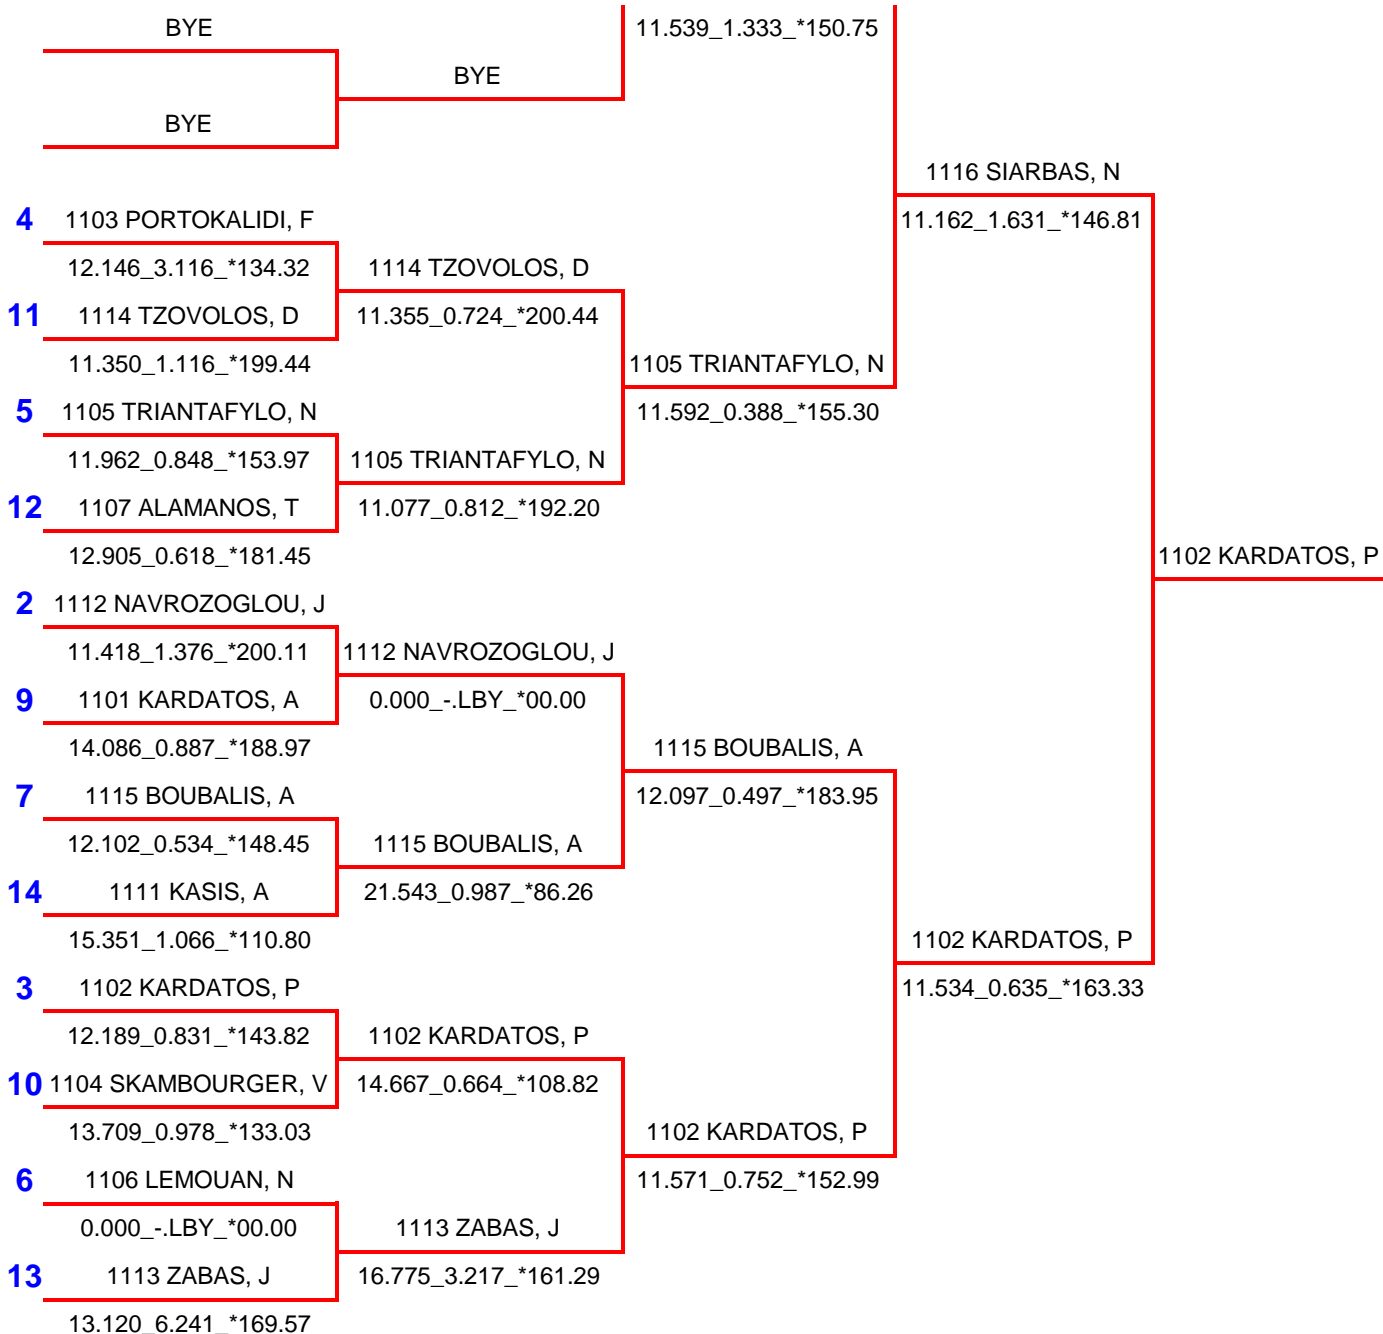 BYE
11.539_1.333_*150.75
BYE
BYE
1116 SIARBAS, N
4 1103 PORTOKALIDI, F
11.162_1.631_*146.81
12.146_3.116_*134.32
1114 TZOVOLOS, D
11 1114 TZOVOLOS, D
11.355_0.724_*200.44
11.350_1.116_*199.44
1105 TRIANTAFYLO, N
5 1105 TRIANTAFYLO, N
11.592_0.388_*155.30
11.962_0.848_*153.97
1105 TRIANTAFYLO, N
12 1107 ALAMANOS, T
11.077_0.812_*192.20
12.905_0.618_*181.45
1102 KARDATOS, P
2 1112 NAVROZOGLOU, J
11.418_1.376_*200.11
1112 NAVROZOGLOU, J
9 1101 KARDATOS, A
0.000_-.LBY_*00.00
14.086_0.887_*188.97
1115 BOUBALIS, A
7 1115 BOUBALIS, A
12.097_0.497_*183.95
12.102_0.534_*148.45
1115 BOUBALIS, A
14 1111 KASIS, A
21.543_0.987_*86.26
15.351_1.066_*110.80
1102 KARDATOS, P
3 1102 KARDATOS, P
11.534_0.635_*163.33
12.189_0.831_*143.82
1102 KARDATOS, P
10 1104 SKAMBOURGER, V
14.667_0.664_*108.82
13.709_0.978_*133.03
1102 KARDATOS, P
6 1106 LEMOUAN, N
11.571_0.752_*152.99
0.000_-.LBY_*00.00
1113 ZABAS, J
13 1113 ZABAS, J
16.775_3.217_*161.29
13.120_6.241_*169.57